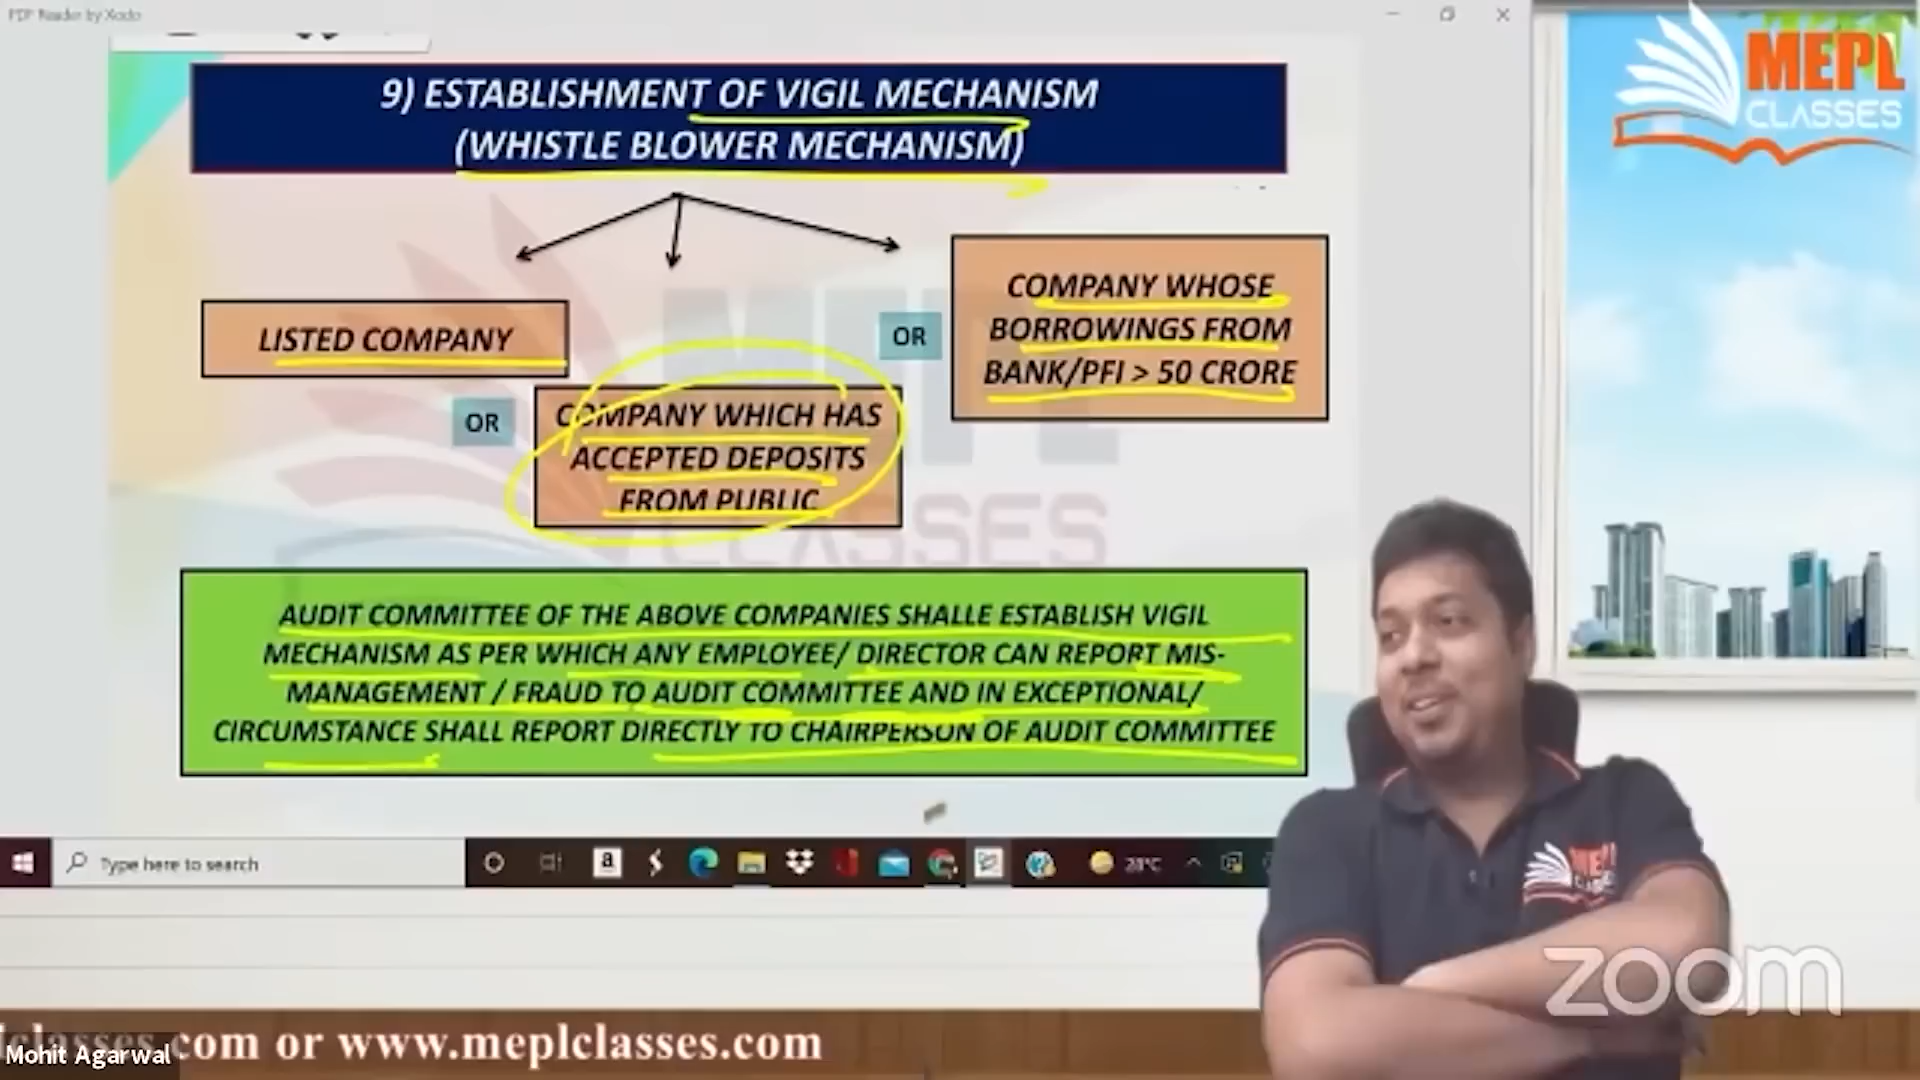 PDF Reader by Xodo
MEPL
CLASSES
9) ESTABLISHMENT OF VIGIL MECHANISM
(WHISTLE BLOWER MECHANISM)
LISTED COMPANY
OR
COMPANY WHICH HAS
ACCEPTED DEPOSITS
FROM PUBLIC
OR
COMPANY WHOSE
BORROWINGS FROM
BANK/PFI > 50 CRORE
CLASSES
AUDIT COMMITTEE OF THE ABOVE COMPANIES SHALLE ESTABLISH VIGIL
MECHANISM AS PER WHICH ANY EMPLOYEE/ DIRECTOR CAN REPORT MIS-
MANAGEMENT / FRAUD TO AUDIT COMMITTEE AND IN EXCEPTIONAL/
CIRCUMSTANCE SHALL REPORT DIRECTLY TO CHAIRPERSON OF AUDIT COMMITTEE
Type here to search
28°C
MEPL
zoom
classes.com or www.meplclasses.com
Mohit Agarwal